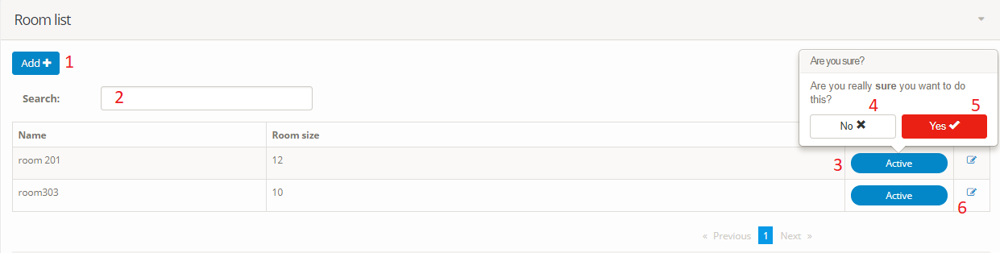 Room list
Add 1
Are you sure?
Are you really sure you want to do
this?
Search: 2
4 5
No Yes
Name Room size
room 201 12 3 Active
room303 10 Active
6
« Previous 1 Next »